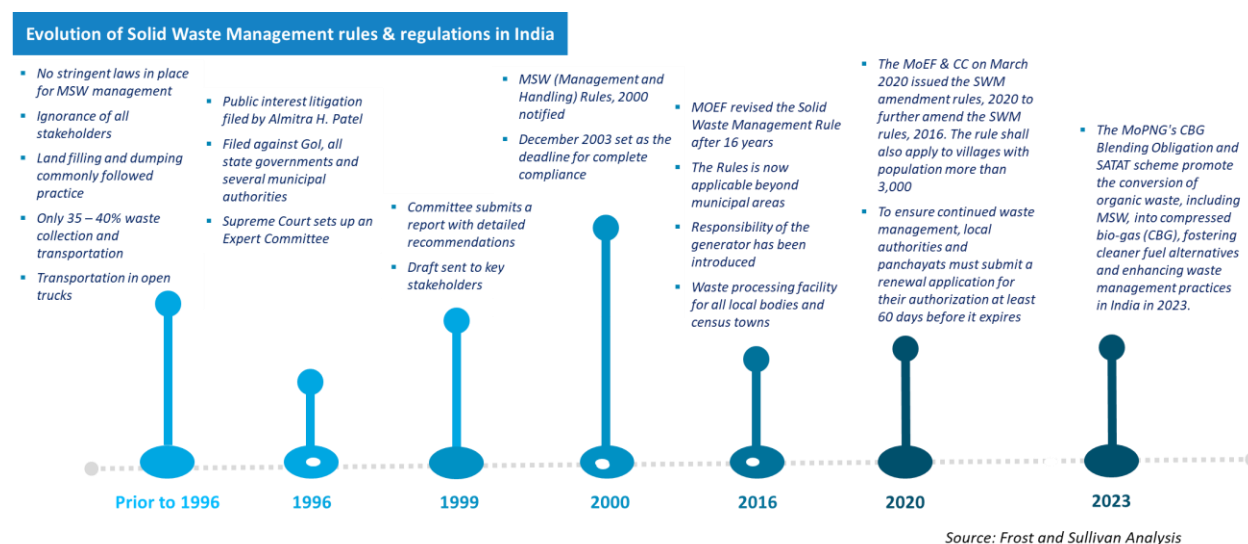 Evolution of Solid Waste Management rules & regulations in India
▪ No stringent laws in place
for MSW management
▪ Ignorance of all
stakeholders
▪ Land filling and dumping
commonly followed
practice
▪ Only 35 – 40% waste
collection and
transportation
▪ Transportation in open
trucks
▪ Public interest litigation
filed by Almitra H. Patel
▪ Filed against GoI, all
state governments and
several municipal
authorities
▪ Supreme Court sets up an
Expert Committee
▪ Committee submits a
report with detailed
recommendations
▪ Draft sent to key
stakeholders
▪ MSW (Management and
Handling) Rules, 2000
notified
▪ December 2003 set as the
deadline for complete
compliance
▪ MOEF revised the Solid
Waste Management Rule
after 16 years
▪ The Rules is now
applicable beyond
municipal areas
▪ Responsibility of the
generator has been
introduced
▪ Waste processing facility
for all local bodies and
census towns
▪ The MoEF & CC on March
2020 issued the SWM
amendment rules, 2020 to
further amend the SWM
rules, 2016. The rule shall
also apply to villages with
population more than
3,000
▪ To ensure continued waste
management, local
authorities and
panchayats must submit a
renewal application for
their authorization at least
60 days before it expires
▪ The MoPNG's CBG
Blending Obligation and
SATAT scheme promote
the conversion of
organic waste, including
MSW, into compressed
bio-gas (CBG), fostering
cleaner fuel alternatives
and enhancing waste
management practices
in India in 2023.
Prior to 1996
1996
1999
2000
2016
2020
2023
Source: Frost and Sullivan Analysis